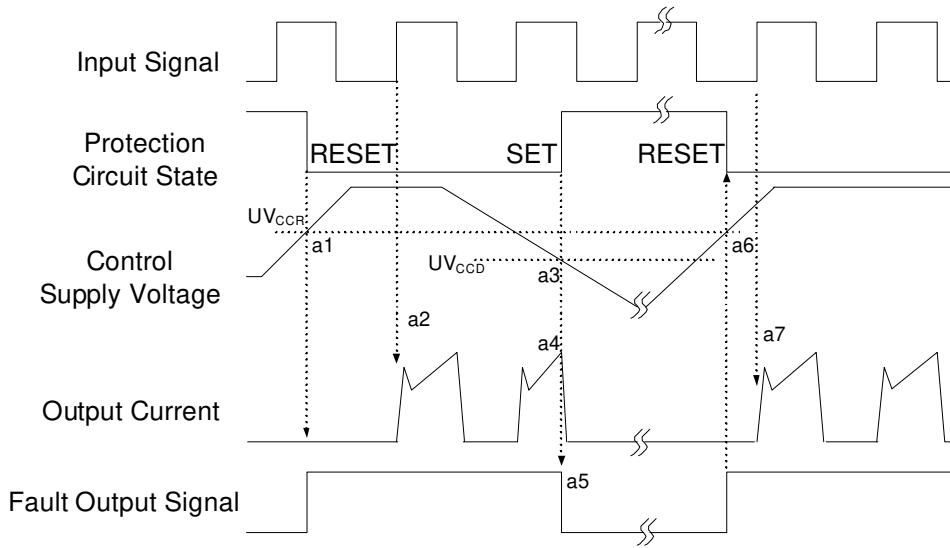 Input Signal
Protection
Circuit State
RESET
SET
RESET
UVCCR
a1
a6
Control
Supply Voltage
UVCCD
a3
a2
a4
a7
Output Current
a5
Fault Output Signal